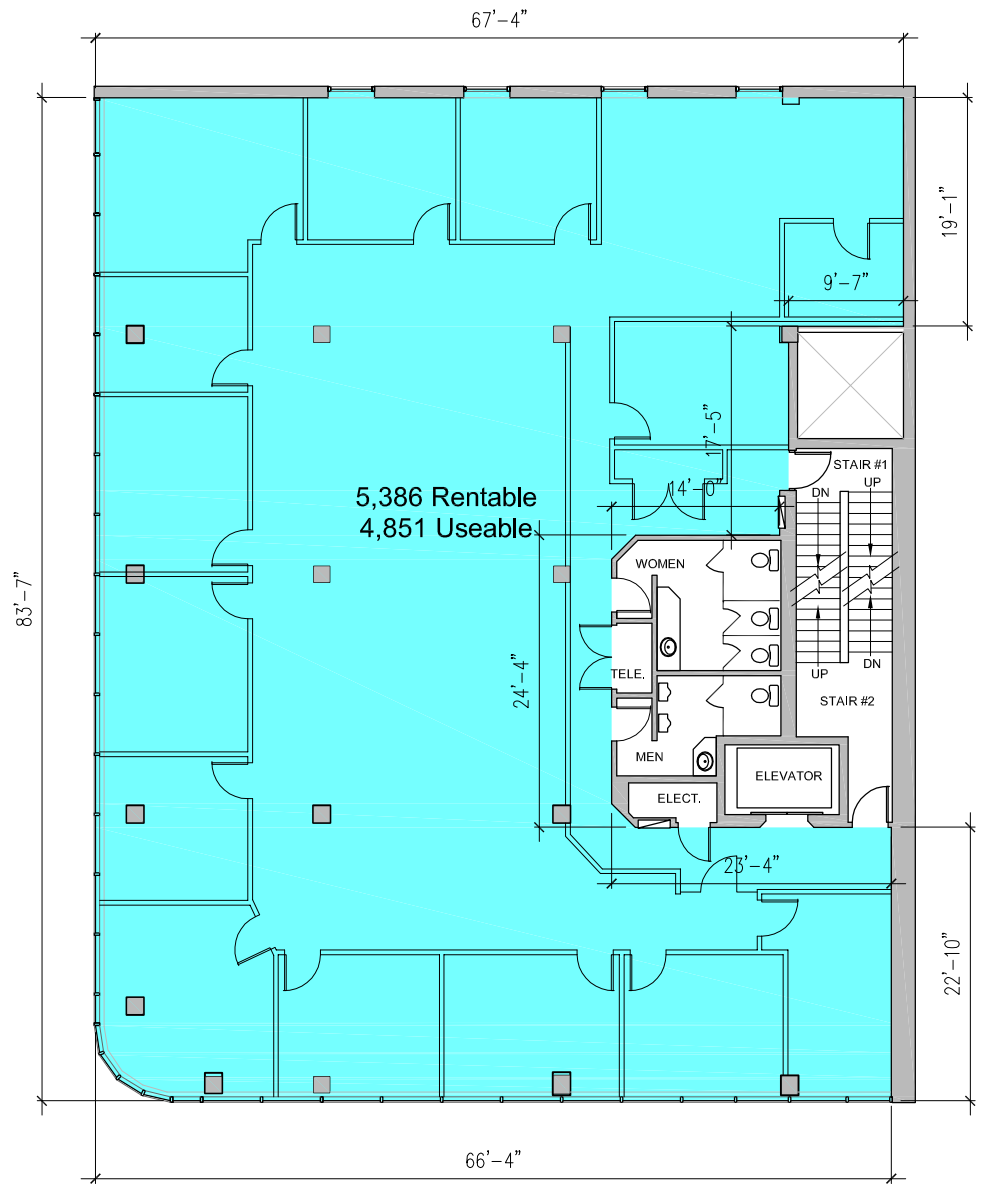 67'-4"
19'-1"
9'-7"
17'-5"
STAIR #1
5,386 Rentable
4,851 Useable
14'-0"
DN
UP
WOMEN
83'-7"
24'-4"
TELE.
UP
DN
STAIR #2
MEN
ELEVATOR
ELECT.
23'-4"
22'-10"
66'-4"